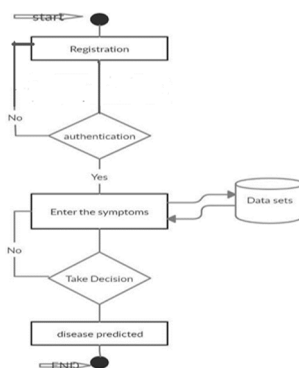 start
Registration
No
authentication
Yes
Enter the symptoms
Data sets
No
Take Decision
disease predicted
END